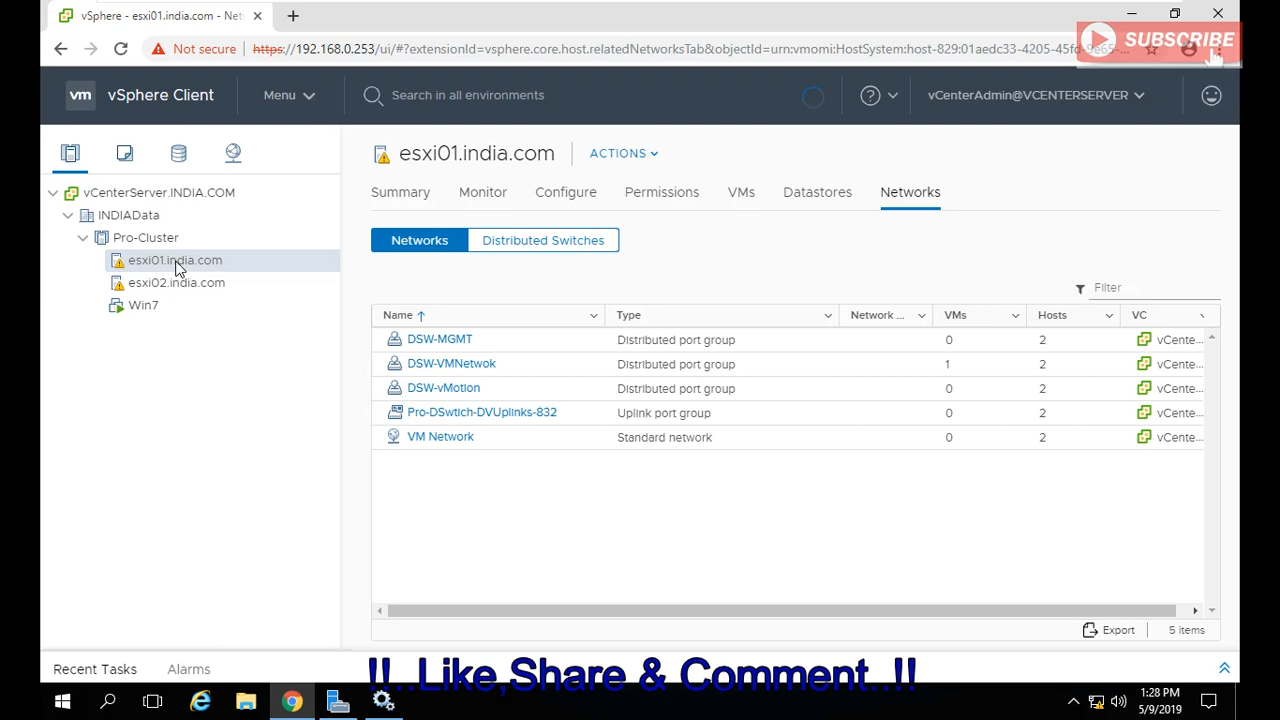 vSphere - esxi01.india.com - Net
Not secure
https://192.168.0.253/ui/#?extensionId=vsphere.core.host.relatedNetworksTab&objectId=urn:vmomi:HostSystem:host-829:01aedc33-4205-45fd-9e65-...
SUBSCRIBE
vm vSphere Client
Menu
Search in all environments
vCenterAdmin@VCENTERSERVER
vCenterServer.INDIA.COM
INDIAData
Pro-Cluster
esxi01.india.com
esxi02.india.com
Win7
esxi01.india.com
ACTIONS
Summary Monitor Configure Permissions VMs Datastores Networks
Networks Distributed Switches
Filter
Name Type Network ... VMs Hosts VC
DSW-MGMT Distributed port group 0 2 vCente...
DSW-VMNetwok Distributed port group 1 2 vCente...
DSW-vMotion Distributed port group 0 2 vCente...
Pro-DSwtich-DVUplinks-832 Uplink port group 0 2 vCente...
VM Network Standard network 0 2 vCente...
Export 5 items
Recent Tasks Alarms
!!..Like,Share & Comment..!!
1:28 PM
5/9/2019